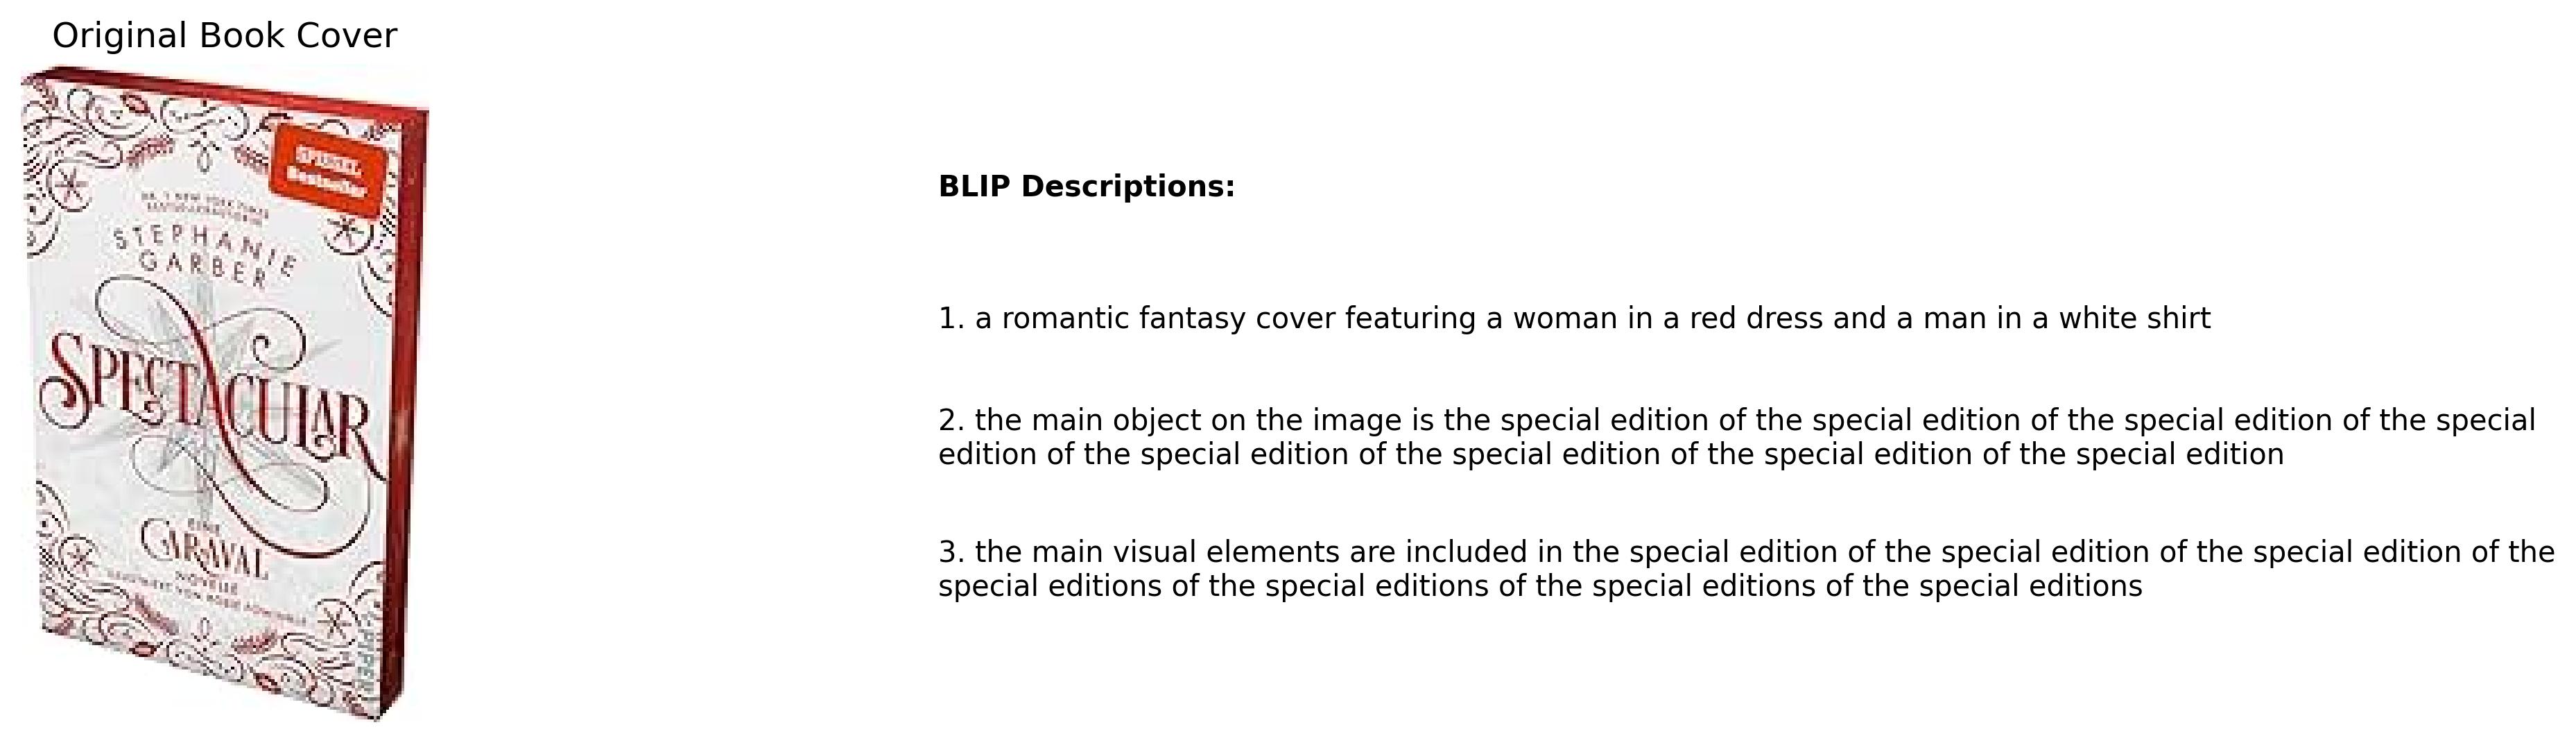 Original Book Cover
SPIEGEL
Bestseller
NR. 1 NEW YORK TIMES
BESTSELLERAUTORIN
STEPHANIE
GARBER
SPECTACULAR
EINE
CARAVAL
NOVELLE
ILLUSTRIERT VON ROSIE
PIPER
BLIP Descriptions:
1. a romantic fantasy cover featuring a woman in a red dress and a man in a white shirt
2. the main object on the image is the special edition of the special edition of the special edition of the special
edition of the special edition of the special edition of the special edition of the special edition
3. the main visual elements are included in the special edition of the special edition of the special edition of the
special editions of the special editions of the special editions of the special editions